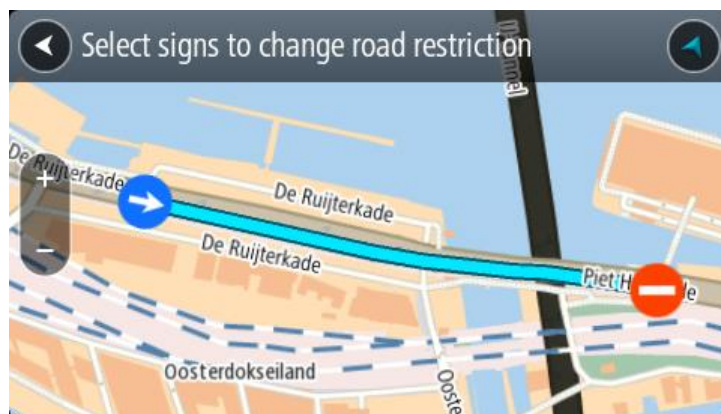 Select signs to change road restriction
De Ruijterkade
De Ruijterkade
De Ruijterkade
Oosterdokseiland